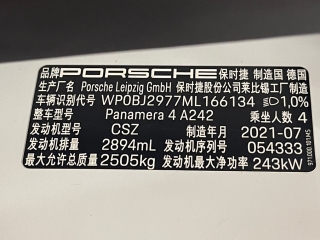 品牌 PORSCHE 保时捷 制造国 德国
生产厂名 Porsche Leipzig GmbH 保时捷股份公司莱比锡工厂制造
车辆识别代号 WP0BJ2977ML166134 1,0%
整车型号 Panamera 4 A242 乘坐人数 4
发动机型号 CSZ 制造年月 2021-07
发动机排量 2894mL 发动机序列号 054333
最大允许总质量 2505kg 发动机最大净功率 243kW